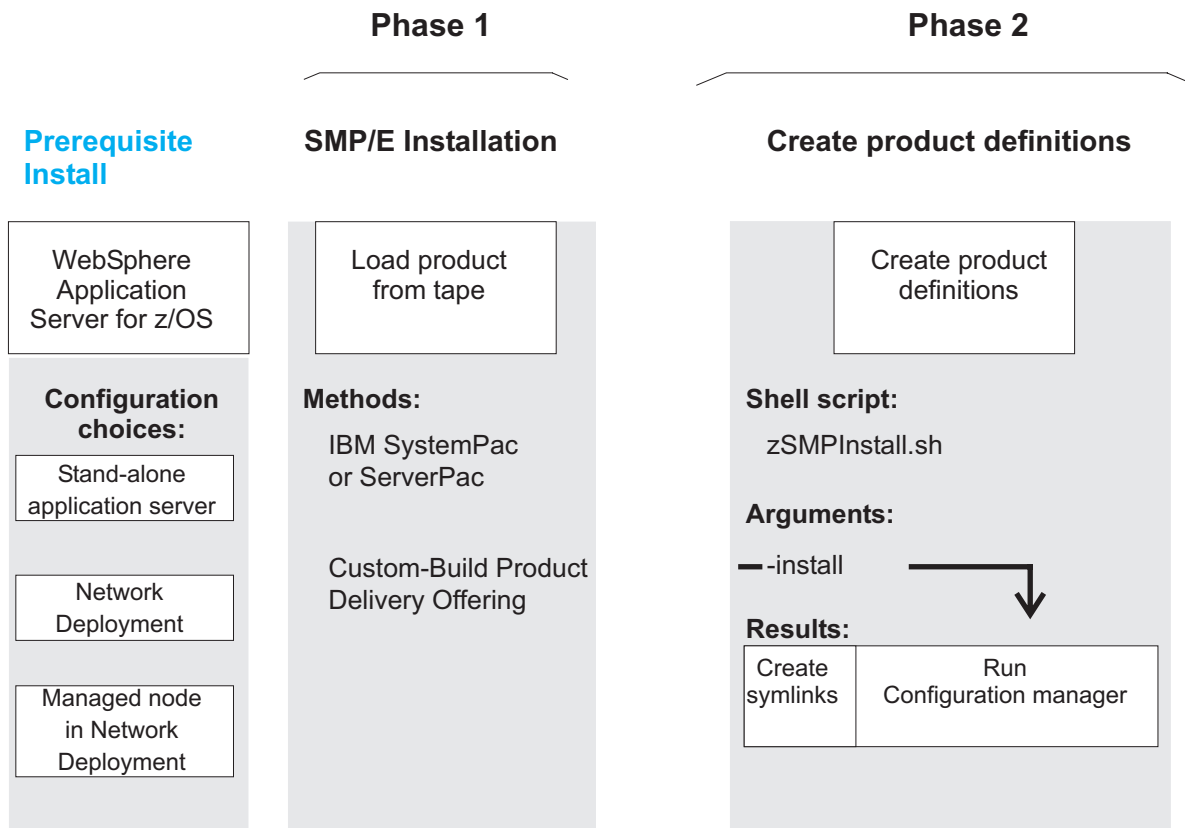 Phase 1
Phase 2
Prerequisite
Install
SMP/E Installation
Create product definitions
WebSphere
Application
Server for z/OS
Configuration
choices:
Stand-alone
application server
Network
Deployment
Managed node
in Network
Deployment
Load product
from tape
Methods:
IBM SystemPac
or ServerPac
Custom-Build Product
Delivery Offering
Create product
definitions
Shell script:
zSMPInstall.sh
Arguments:
-install
Results:
Create
symlinks
Run
Configuration manager